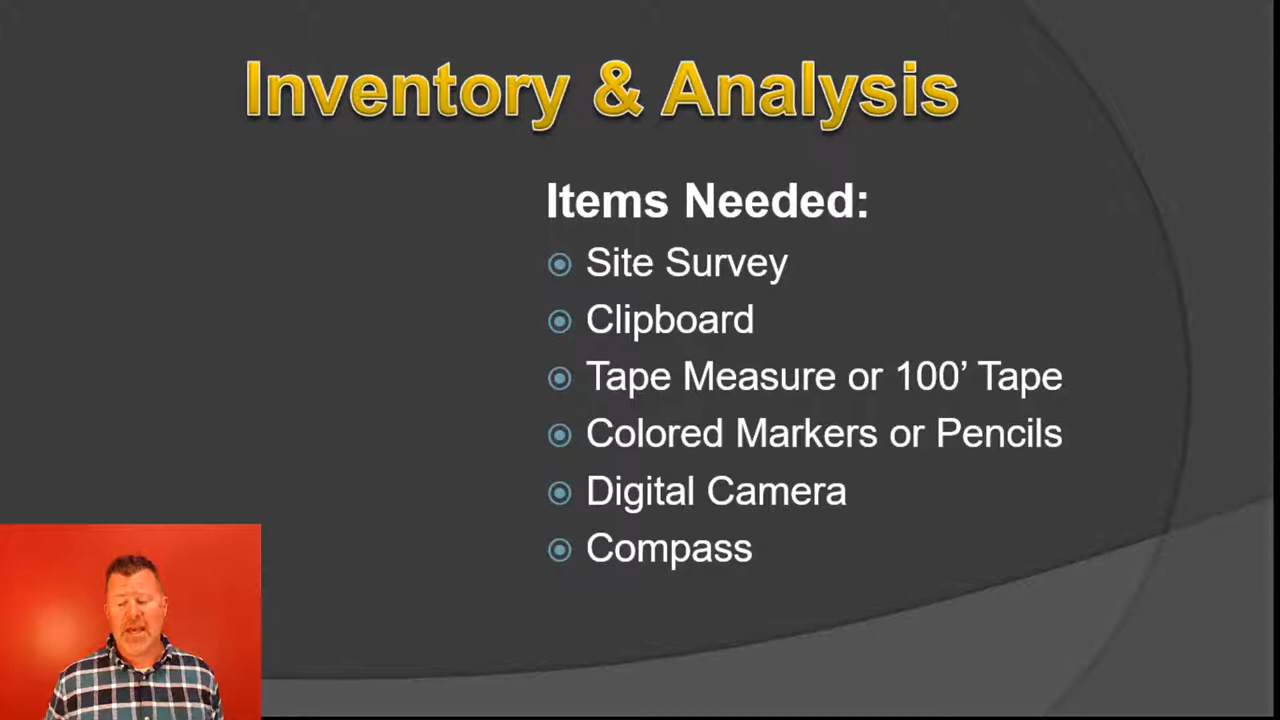 Inventory & Analysis
Items Needed:
Site Survey
Clipboard
Tape Measure or 100’ Tape
Colored Markers or Pencils
Digital Camera
Compass